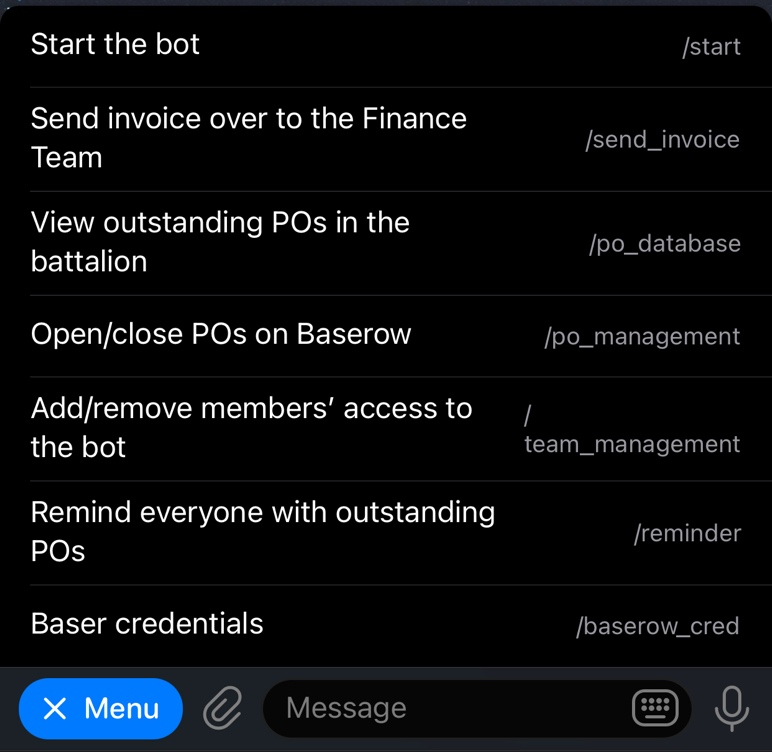 Start the bot /start
Send invoice over to the Finance
Team /send_invoice
View outstanding POs in the
battalion /po_database
Open/close POs on Baserow /po_management
Add/remove members’ access to
the bot /
team_management
Remind everyone with outstanding
POs /reminder
Baser credentials /baserow_cred
Menu Message